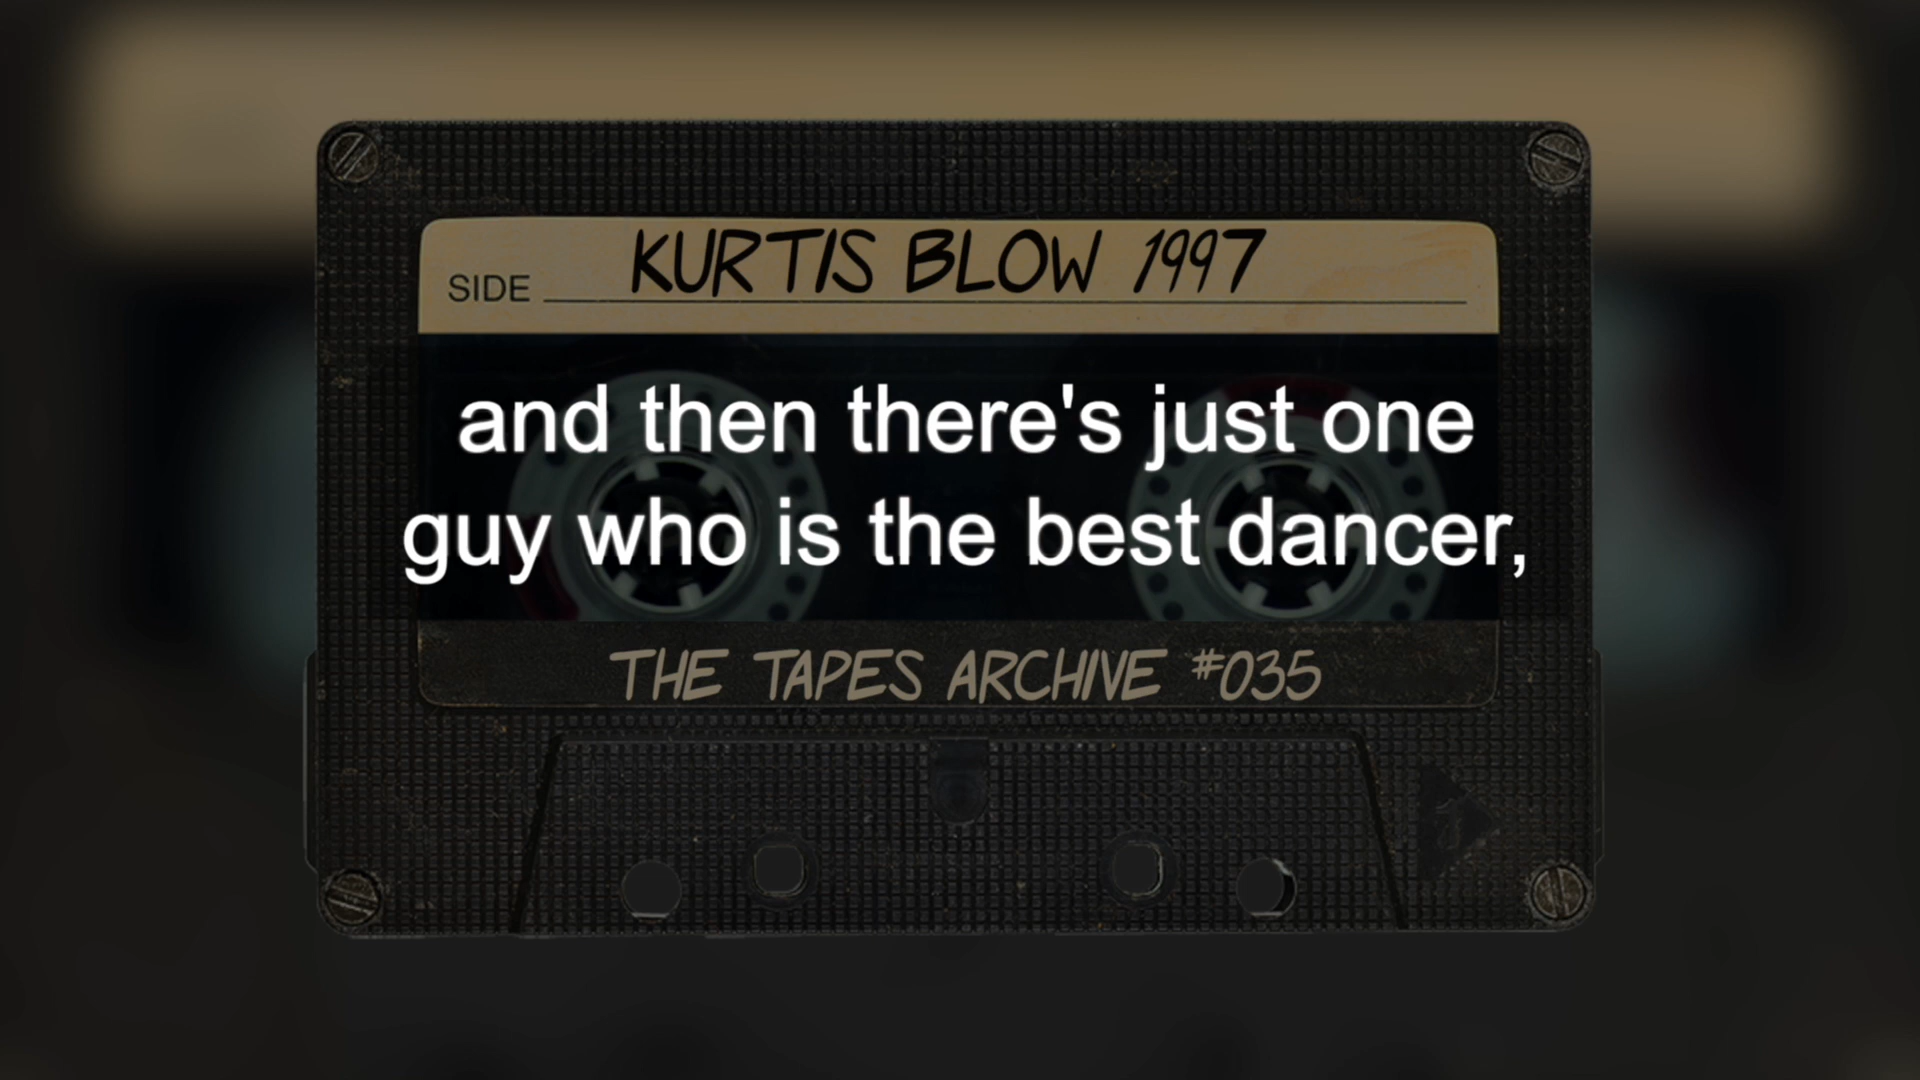 KURTIS BLOW 1997
SIDE
and then there's just one
guy who is the best dancer,
THE TAPES ARCHIVE #035